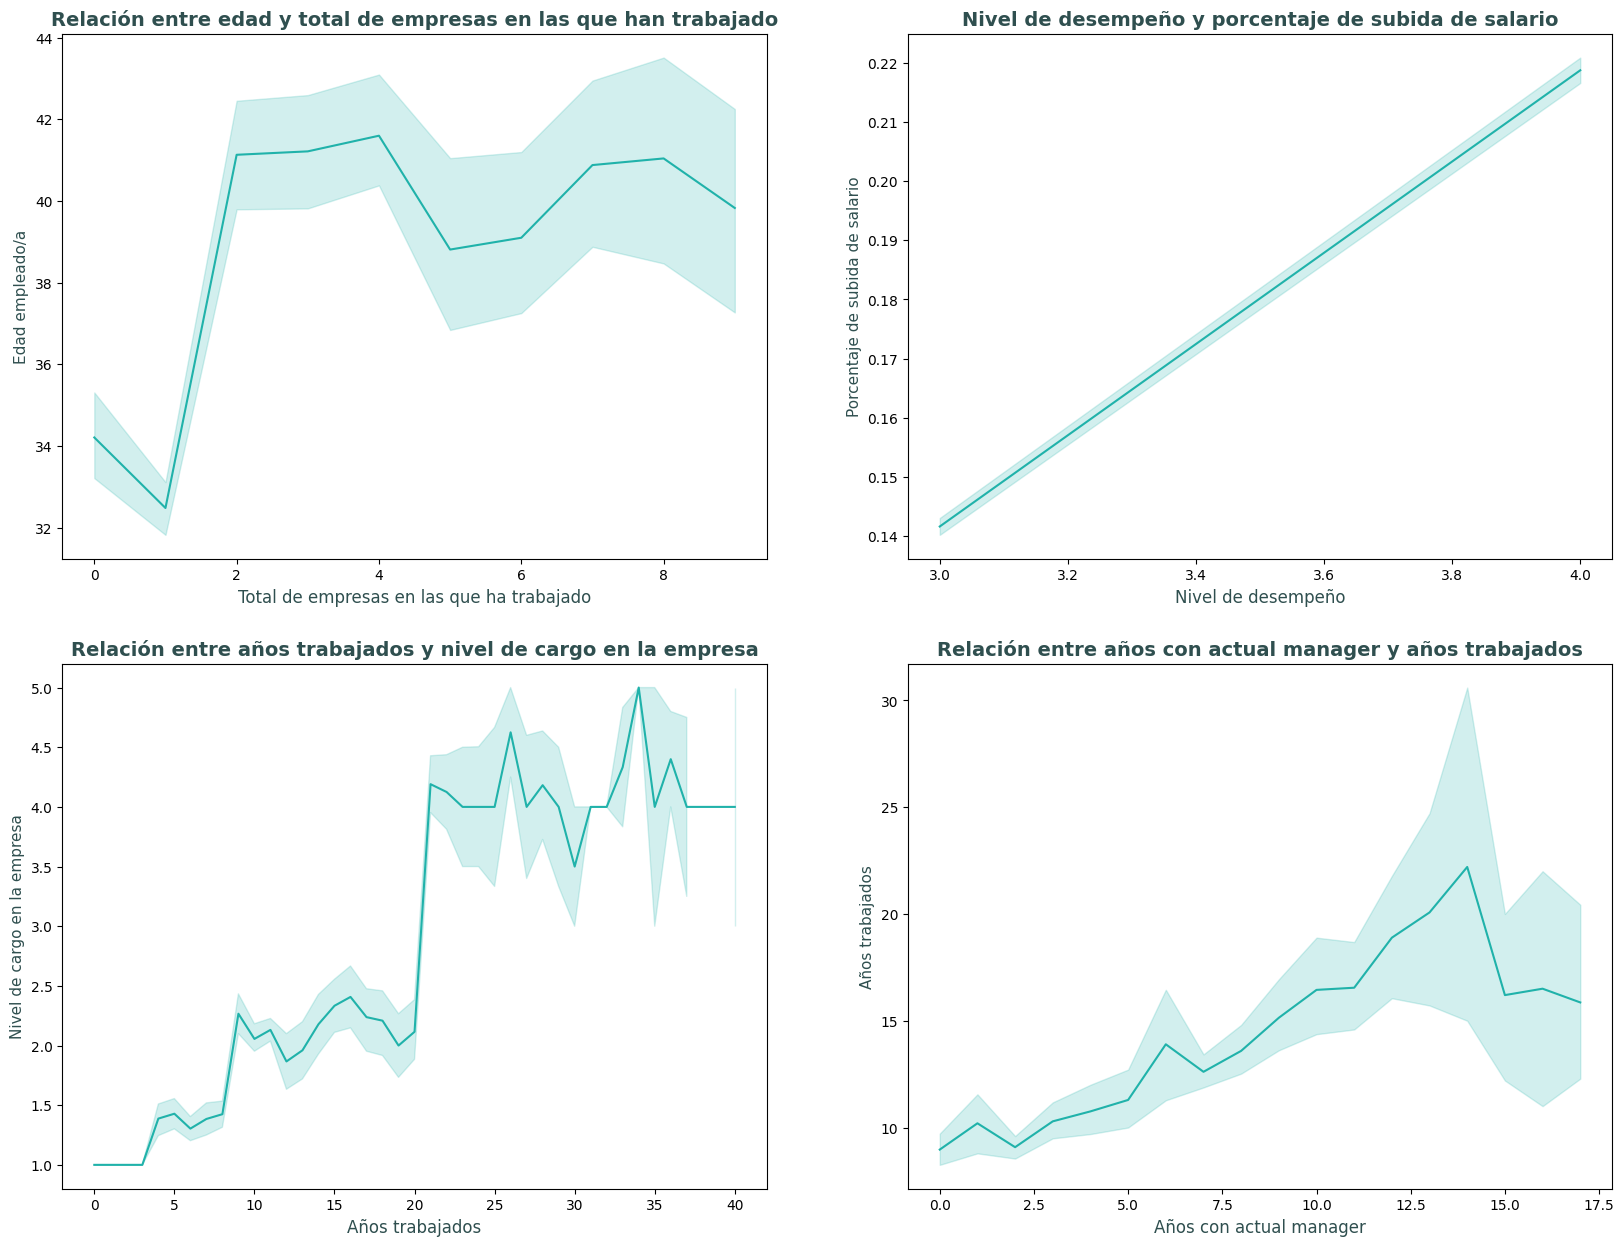 Relación entre edad y total de empresas en las que han trabajado
44
42
40
38
36
34
32
Edad empleado/a
0 2 4 6 8
Total de empresas en las que ha trabajado
Nivel de desempeño y porcentaje de subida de salario
0.22
0.21
0.20
0.19
0.18
0.17
0.16
0.15
0.14
Porcentaje de subida de salario
3.0 3.2 3.4 3.6 3.8 4.0
Nivel de desempeño
Relación entre años trabajados y nivel de cargo en la empresa
5.0
4.5
4.0
3.5
3.0
2.5
2.0
1.5
1.0
Nivel de cargo en la empresa
0 5 10 15 20 25 30 35 40
Años trabajados
Relación entre años con actual manager y años trabajados
30
25
20
15
10
Años trabajados
0.0 2.5 5.0 7.5 10.0 12.5 15.0 17.5
Años con actual manager